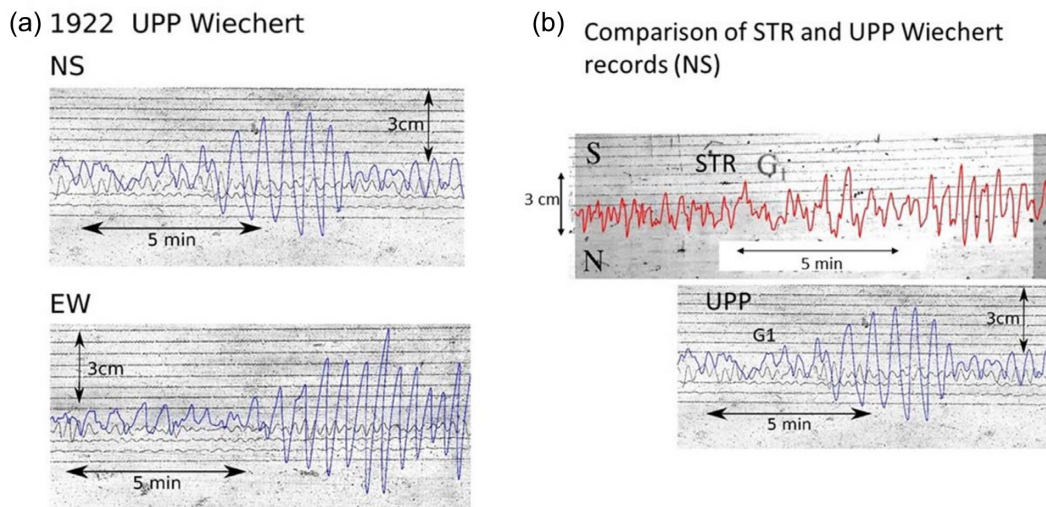 (a) 1922 UPP Wiechert
NS
3cm
5 min
EW
3cm
5 min
(b) Comparison of STR and UPP Wiechert
records (NS)
S
STR G1
3 cm
N
5 min
UPP
G1
3cm
5 min